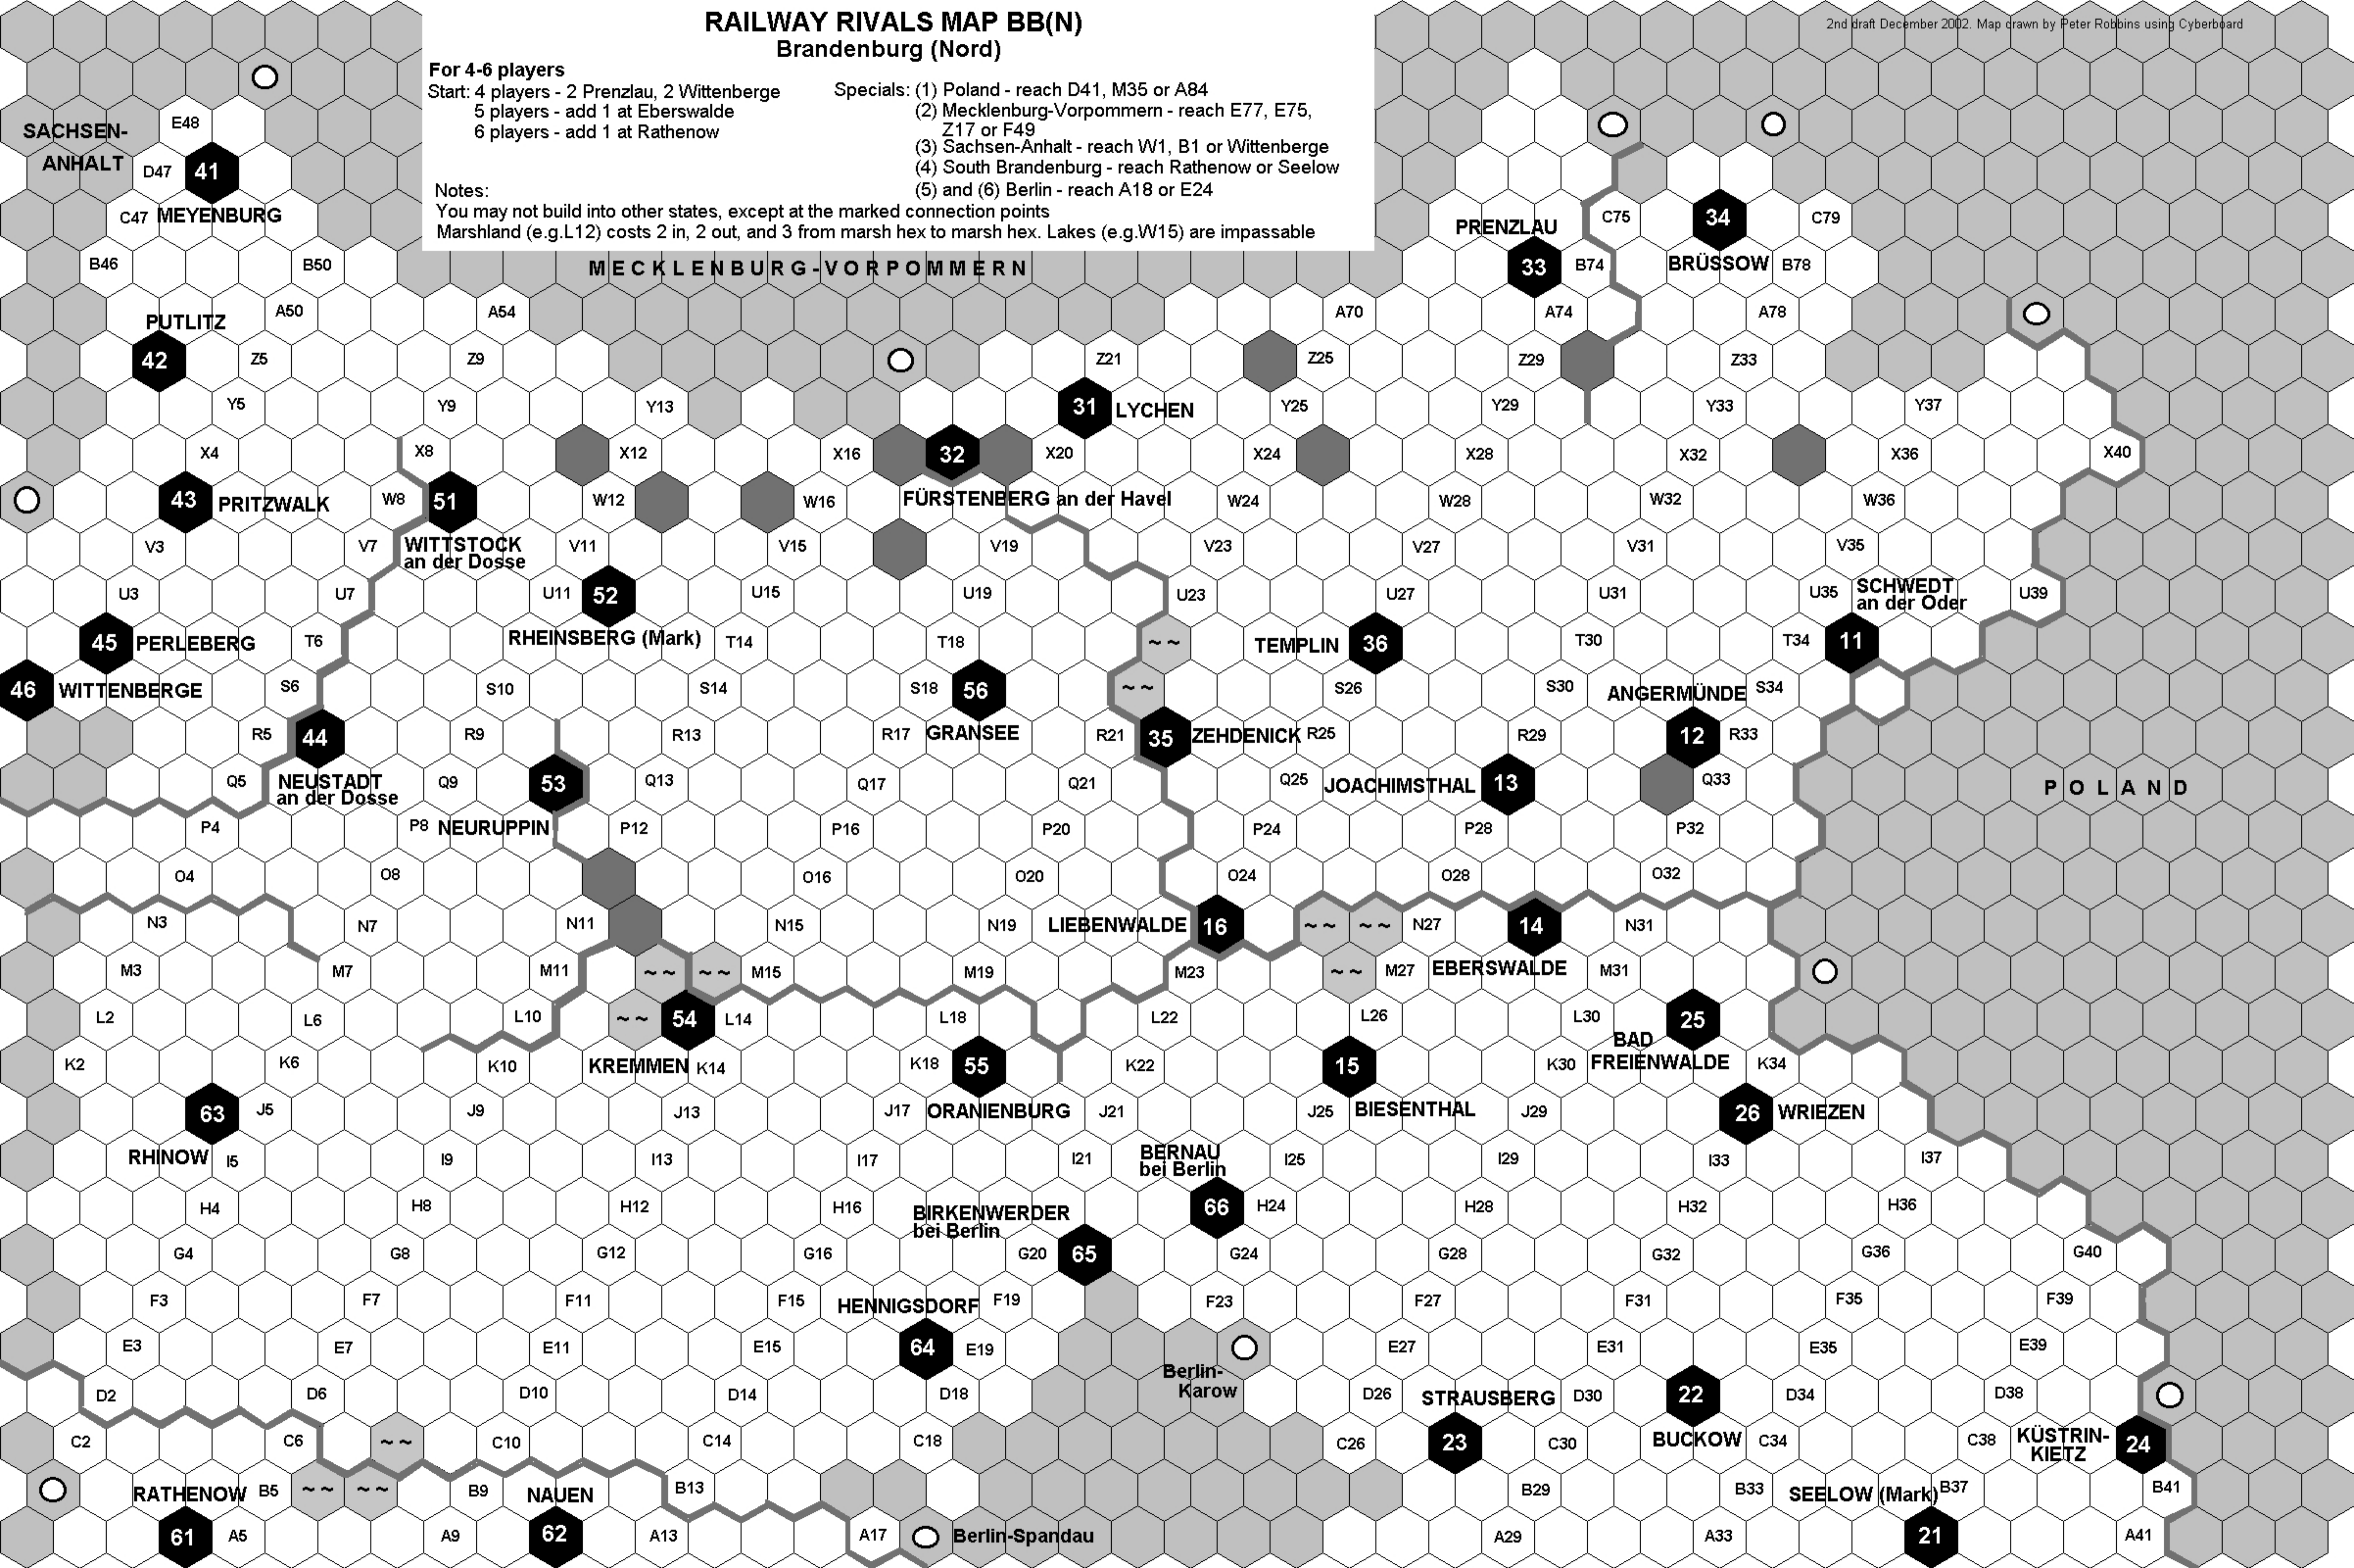 RAILWAY RIVALS MAP BB(N)
2nd draft December 2002. Map drawn by Peter Robbins using Cyberboard
Brandenburg (Nord)
For 4-6 players
Start: 4 players - 2 Prenzlau, 2 Wittenberge
5 players - add 1 at Eberswalde
6 players - add 1 at Rathenow
Specials: (1) Poland - reach D41, M35 or A84
(2) Mecklenburg-Vorpommern - reach E77, E75,
Z17 or F49
(3) Sachsen-Anhalt - reach W1, B1 or Wittenberge
(4) South Brandenburg - reach Rathenow or Seelow
(5) and (6) Berlin - reach A18 or E24
Notes:
You may not build into other states, except at the marked connection points
Marshland (e.g.L12) costs 2 in, 2 out, and 3 from marsh hex to marsh hex. Lakes (e.g.W15) are impassable
E48
SACHSEN-
ANHALT D47 41
C47 MEYENBURG C75 34 C79
PRENZLAU
B46 B50 MECKLENBURG-VORPOMMERN 33 B74 BRÜSSOW B78
A50 A54 A70 A74 A78
PUTLITZ
42 Z5 Z9 Z21 Z25 Z29 Z33
Y5 Y9 Y13 31 LYCHEN Y25 Y29 Y33 Y37
X4 X8 X12 X16 32 X20 X24 X28 X32 X36 X40
43 PRITZWALK W8 51 W12 W16 FÜRSTENBERG an der Havel W24 W28 W32 W36
V3 V7 WITTSTOCK V11 V15 V19 V23 V27 V31 V35
an der Dosse
U3 U7 U11 52 U15 U19 U23 U27 U31 U35 SCHWEDT U39
an der Oder
45 PERLEBERG T6 RHEINSBERG (Mark) T14 T18 ~ ~ TEMPLIN 36 T30 T34 11
46 WITTENBERGE S6 S10 S14 S18 56 ~ ~ S26 S30 ANGERMÜNDE S34
R5 44 R9 R13 R17 GRANSEE R21 35 ZEHDENICK R25 R29 12 R33
Q5 NEUSTADT Q9 53 Q13 Q17 Q21 Q25 JOACHIMSTHAL 13 Q33 POLAND
an der Dosse
P4 P8 NEURUPPIN P12 P16 P20 P24 P28 P32
O4 O8 O16 O20 O24 O28 O32
N3 N7 N11 N15 N19 LIEBENWALDE 16 ~ ~ ~ ~ N27 14 N31
M3 M7 M11 ~ ~ ~ ~ M15 M19 M23 ~ ~ M27 EBERSWALDE M31
L2 L6 L10 ~ ~ 54 L14 L18 L22 L26 L30 25
BAD
K2 K6 K10 KREMMEN K14 K18 55 K22 15 K30 FREIENWALDE K34
63 J5 J9 J13 J17 ORANIENBURG J21 J25 BIESENTHAL J29 26 WRIEZEN
RHINOW I5 I9 I13 I17 I21 BERNAU I25 I29 I33 I37
bei Berlin
H4 H8 H12 H16 BIRKENWERDER 66 H24 H28 H32 H36
bei Berlin
G4 G8 G12 G16 G20 65 G24 G28 G32 G36 G40
F3 F7 F11 F15 HENNIGSDORF F19 F23 F27 F31 F35 F39
E3 E7 E11 E15 64 E19 E27 E31 E35 E39
Berlin-
Karow
D2 D6 D10 D14 D18 D26 STRAUSBERG D30 22 D34 D38
C2 C6 ~ ~ C10 C14 C18 C26 23 C30 BUCKOW C34 C38 KÜSTRIN- 24
KIETZ
RATHENOW B5 ~ ~ ~ ~ B9 NAUEN B13 B29 B33 SEELOW (Mark) B37 B41
61 A5 A9 62 A13 A17 Berlin-Spandau A29 A33 21 A41